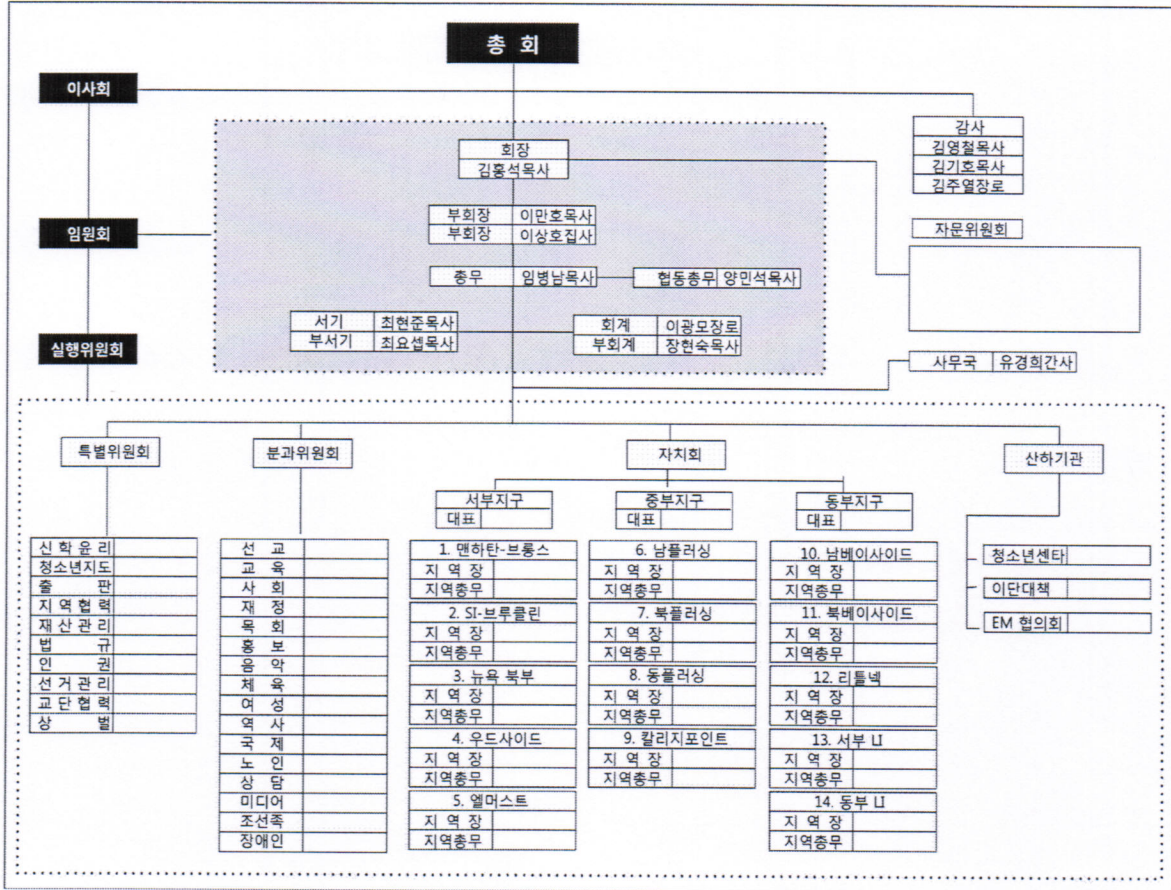 총 회
이사회
감사
김영철목사
김기호목사
김주열장로
회장
김홍석목사
부회장 이만호목사
부회장 이상호집사
임원회
자문위원회
총무 임병남목사
협동총무 양민석목사
서기 최현준목사
부서기 최요셉목사
회계 이광모장로
부회계 장현숙목사
실행위원회
사무국 유경희간사
특별위원회
분과위원회
자치회
산하기관
신학윤리
청소년지도
출 판
지역협력
재산관리
법 규
인 권
선거관리
교단협력
상 벌
선 교
교 육
사 회
재 정
목 회
홍 보
음 악
체 육
여 성
역 사
국 제
노 인
상 담
미디어
조선족
장애인
서부지구
대표
1. 맨하탄-브롱스
지 역 장
지역총무
2. SI-브루클린
지 역 장
지역총무
3. 뉴욕 북부
지 역 장
지역총무
4. 우드사이드
지 역 장
지역총무
5. 엘머스트
지 역 장
지역총무
중부지구
대표
6. 남플러싱
지 역 장
지역총무
7. 북플러싱
지 역 장
지역총무
8. 동플러싱
지 역 장
지역총무
9. 칼리지포인트
지 역 장
지역총무
동부지구
대표
10. 남베이사이드
지 역 장
지역총무
11. 북베이사이드
지 역 장
지역총무
12. 리틀넥
지 역 장
지역총무
13. 서부 LI
지 역 장
지역총무
14. 동부 LI
지 역 장
지역총무
청소년센타
이단대책
EM 협의회